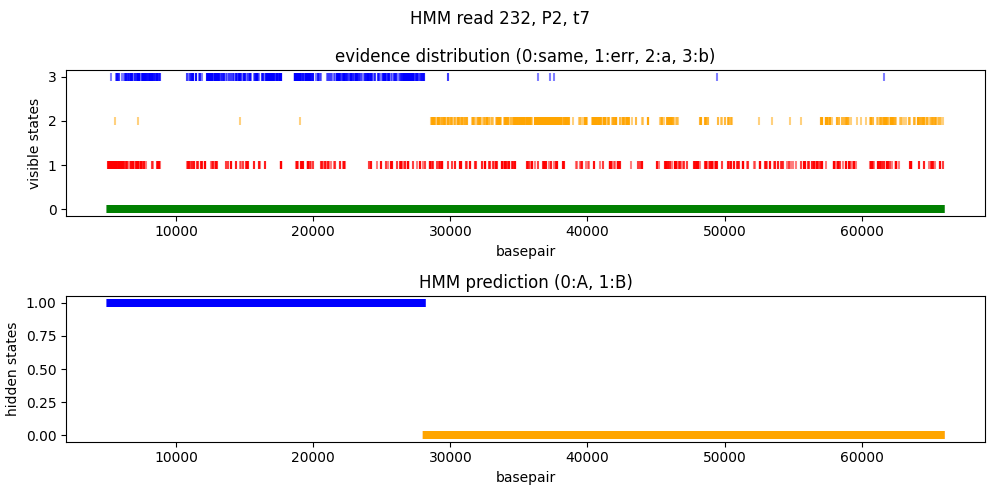 HMM read 232, P2, t7
evidence distribution (0:same, 1:err, 2:a, 3:b)
visible states
3
2
1
0
10000 20000 30000 40000 50000 60000
basepair
HMM prediction (0:A, 1:B)
hidden states
1.00
0.75
0.50
0.25
0.00
10000 20000 30000 40000 50000 60000
basepair